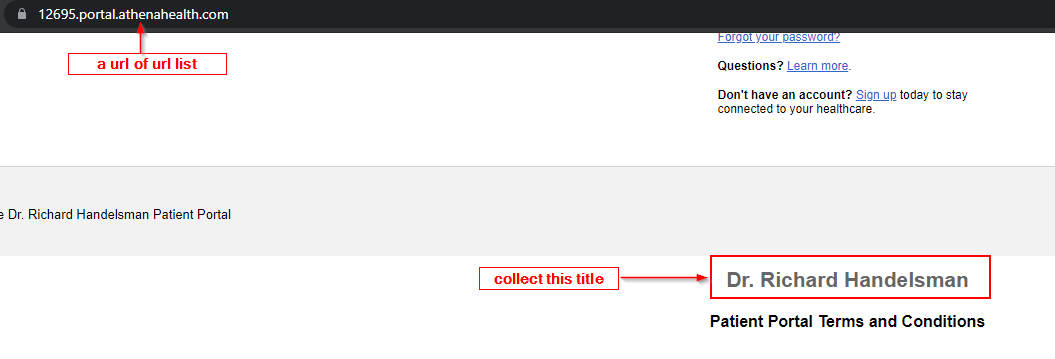 12695.portal.athenahealth.com
a url of url list
Forgot your password?
Questions? Learn more.
Don't have an account? Sign up today to stay
connected to your healthcare.
e Dr. Richard Handelsman Patient Portal
collect this title
Dr. Richard Handelsman
Patient Portal Terms and Conditions